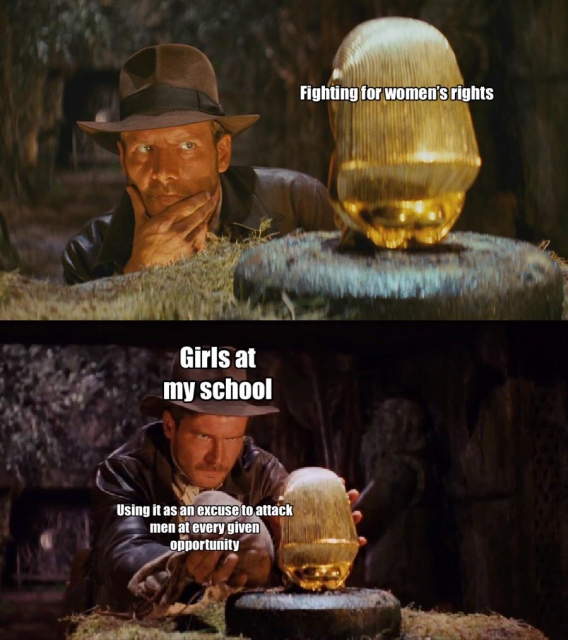 Fighting for women's rights
Girls at
my school
Using it as an excuse to attack
men at every given
opportunity